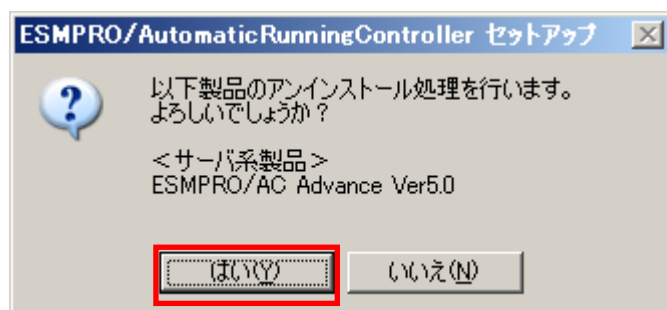 ESMPRO/AutomaticRunningController セットアップ
以下製品のアンインストール処理を行います。
よろしいでしょうか？
＜サーバ系製品＞
ESMPRO/AC Advance Ver5.0
はい(Y) いいえ(N)